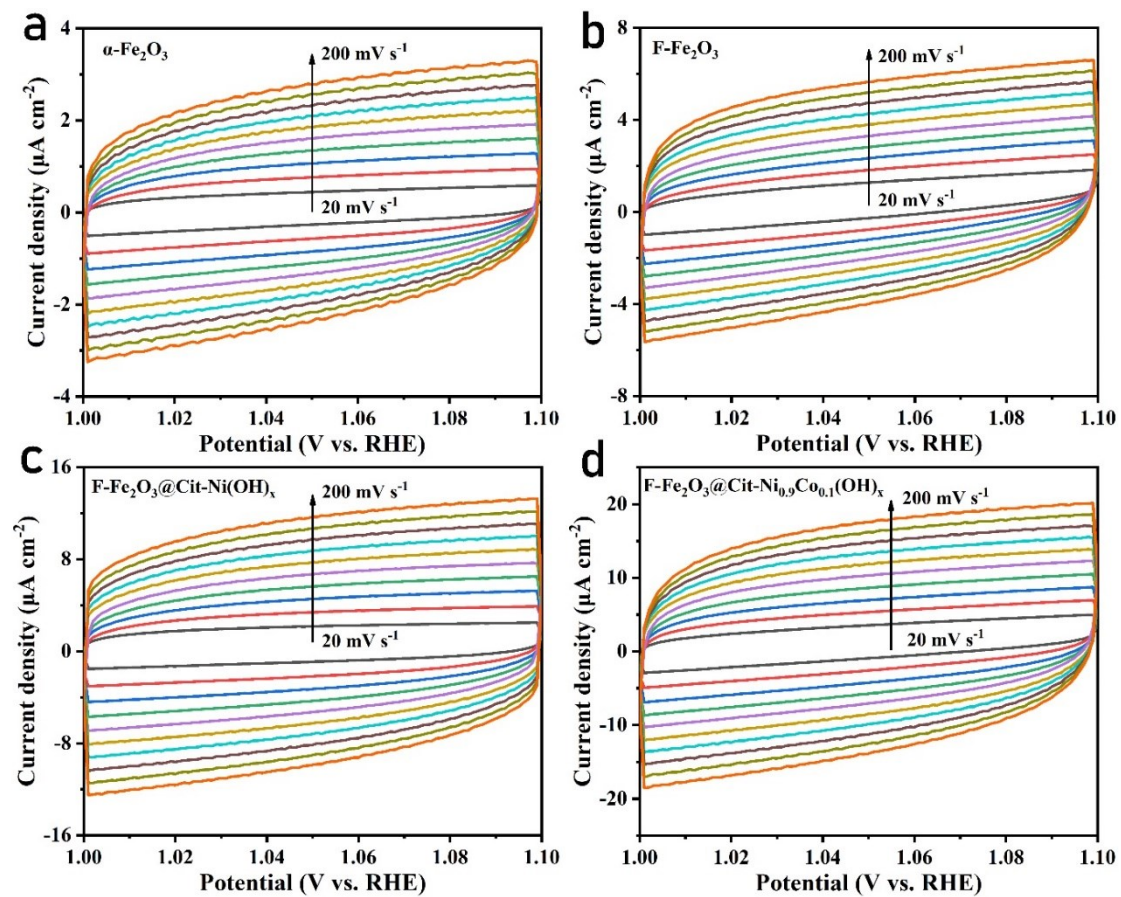 a
α-Fe₂O₃
200 mV s⁻¹
20 mV s⁻¹
4
2
0
-2
-4
Current density (μA cm⁻²)
1.00 1.02 1.04 1.06 1.08 1.10
Potential (V vs. RHE)
b
F-Fe₂O₃
200 mV s⁻¹
20 mV s⁻¹
8
4
0
-4
-8
Current density (μA cm⁻²)
1.00 1.02 1.04 1.06 1.08 1.10
Potential (V vs. RHE)
c
F-Fe₂O₃@Cit-Ni(OH)ₓ
200 mV s⁻¹
20 mV s⁻¹
16
8
0
-8
-16
Current density (μA cm⁻²)
1.00 1.02 1.04 1.06 1.08 1.10
Potential (V vs. RHE)
d
F-Fe₂O₃@Cit-Ni₀.₉Co₀.₁(OH)ₓ
200 mV s⁻¹
20 mV s⁻¹
20
10
0
-10
-20
Current density (μA cm⁻²)
1.00 1.02 1.04 1.06 1.08 1.10
Potential (V vs. RHE)